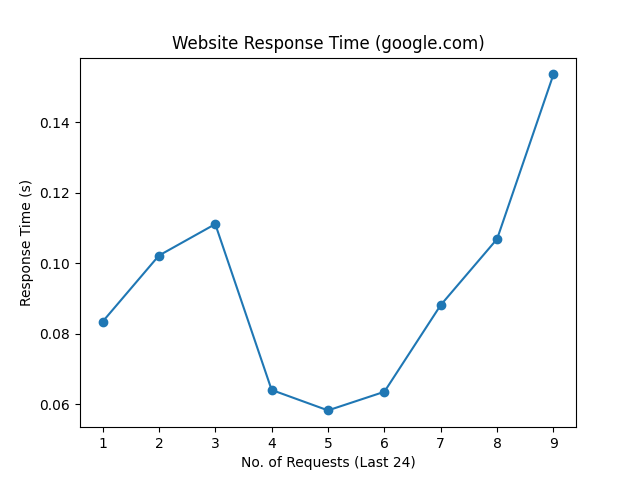 Website Response Time (google.com)
0.14
0.12
0.10
0.08
0.06
Response Time (s)
1 2 3 4 5 6 7 8 9
No. of Requests (Last 24)